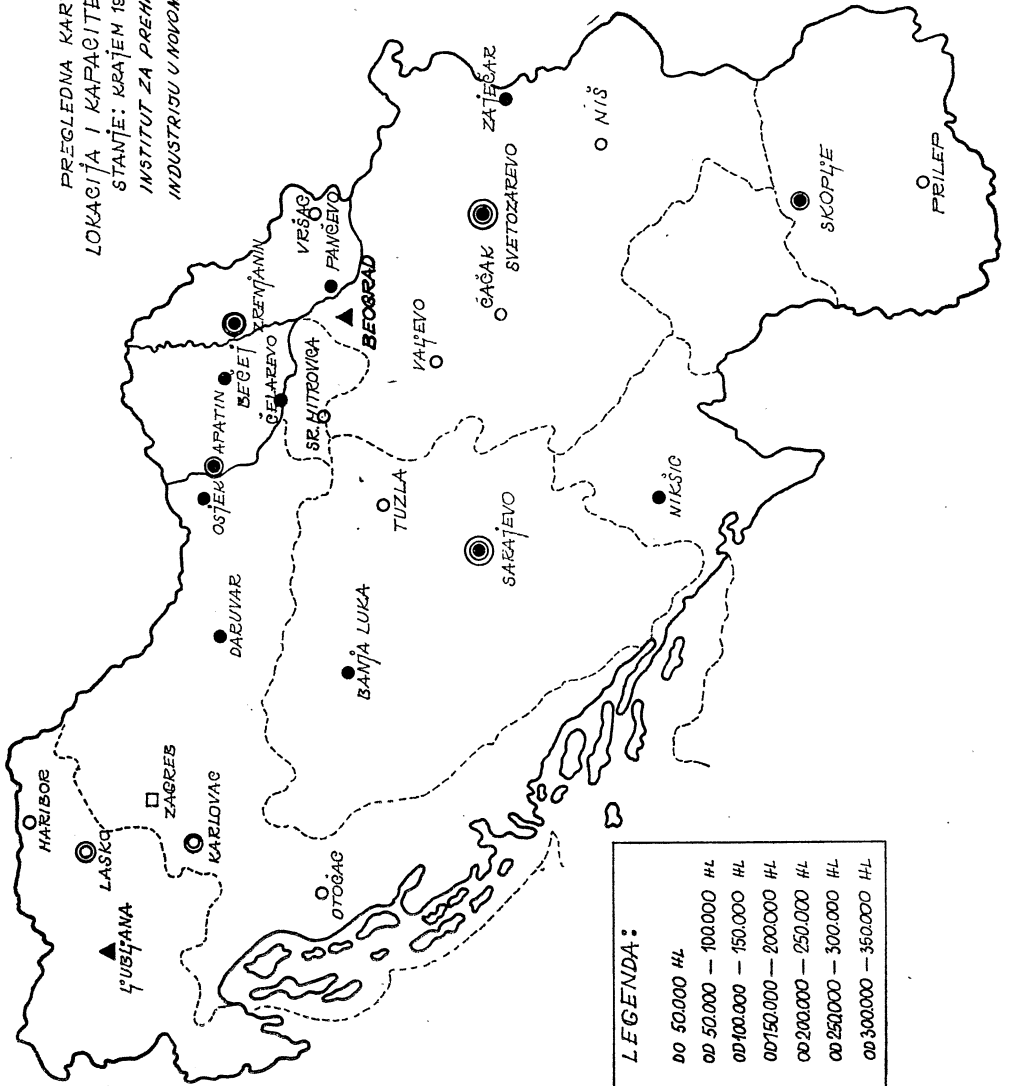 PREGLEDNA KAR
LOKACIJA I KAPACITE
STANJE: KRAJEM 19
INSTITUT ZA PREH
INDUSTRIJU U NOVOM
MARIBOR
LAŠKO
LJUBLJANA
ZAGREB
KARLOVAC
OTOČAC
DARUVAR
OSIJEK
APATIN
BEČEJ
ZRENJANIN
ČELAREVO
VRŠAC
PANČEVO
SR. MITROVICA
BEOGRAD
BANJA LUKA
TUZLA
VALJEVO
SARAJEVO
ČAČAK
SVETOZAREVO
ZAJEČAR
NIŠ
NIKŠIĆ
SKOPLJE
PRILEP
LEGENDA:
DO 50.000 HL
OD 50.000 — 100.000 HL
OD 100.000 — 150.000 HL
OD 150.000 — 200.000 HL
OD 200.000 — 250.000 HL
OD 250.000 — 300.000 HL
OD 300.000 — 350.000 HL